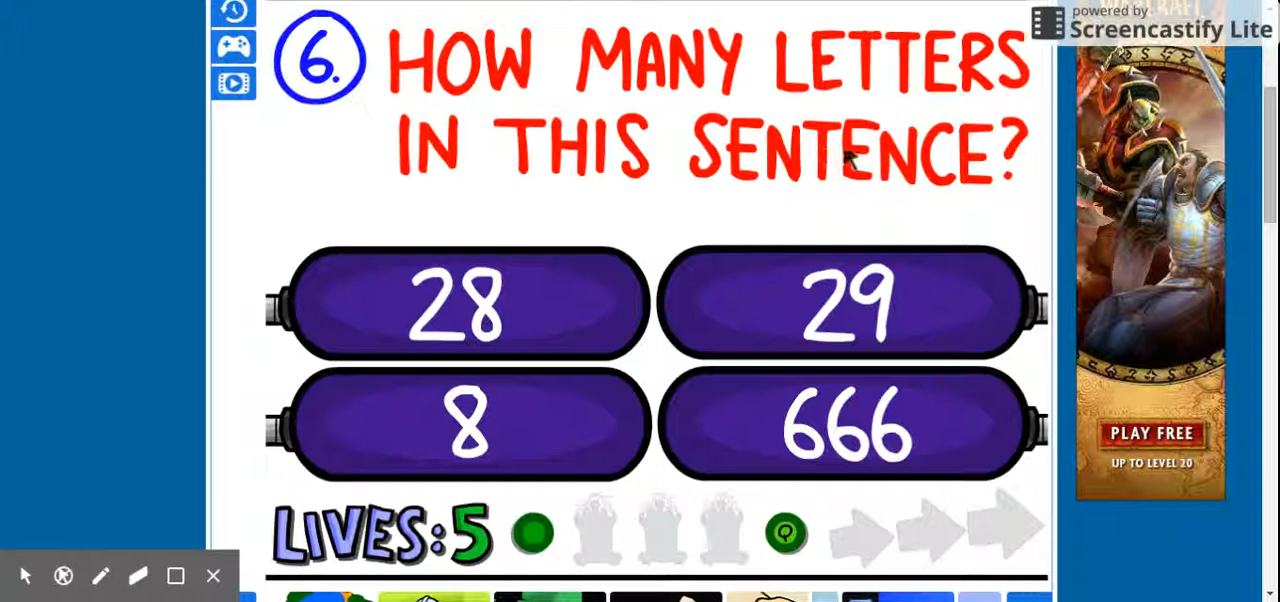 powered by
Screencastify Lite
6. HOW MANY LETTERS
IN THIS SENTENCE?
28
29
8
666
LIVES:5
Q
PLAY FREE
UP TO LEVEL 20